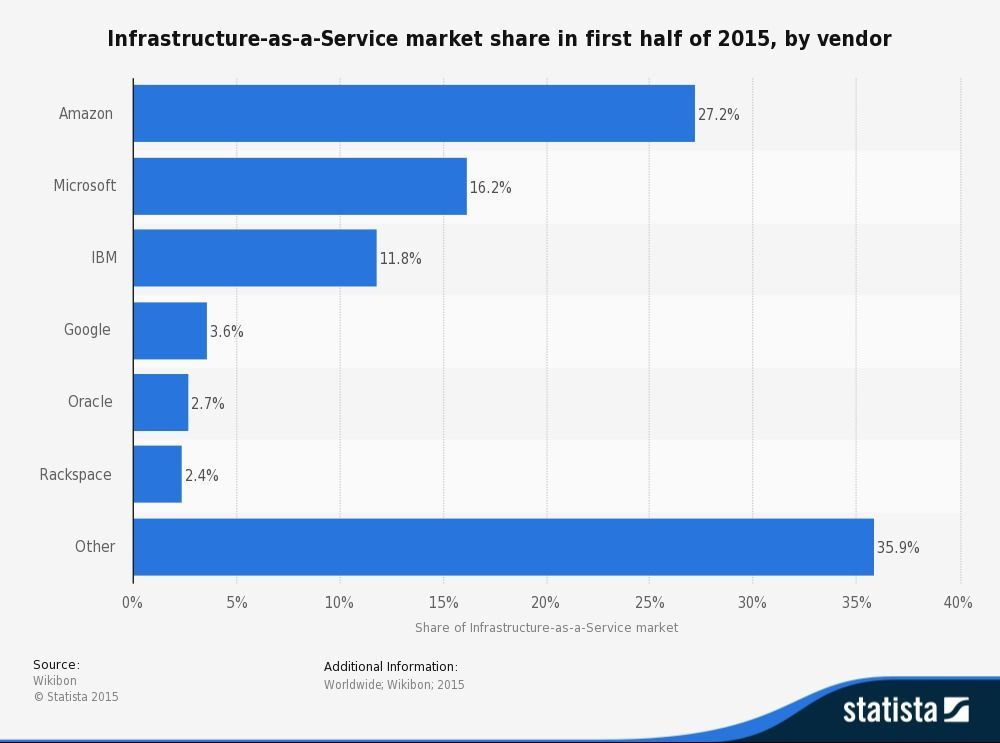 Infrastructure-as-a-Service market share in first half of 2015, by vendor
Amazon 27.2%
Microsoft 16.2%
IBM 11.8%
Google 3.6%
Oracle 2.7%
Rackspace 2.4%
Other 35.9%
0% 5% 10% 15% 20% 25% 30% 35% 40%
Share of Infrastructure-as-a-Service market
Source:
Wikibon
© Statista 2015
Additional Information:
Worldwide; Wikibon; 2015
statista